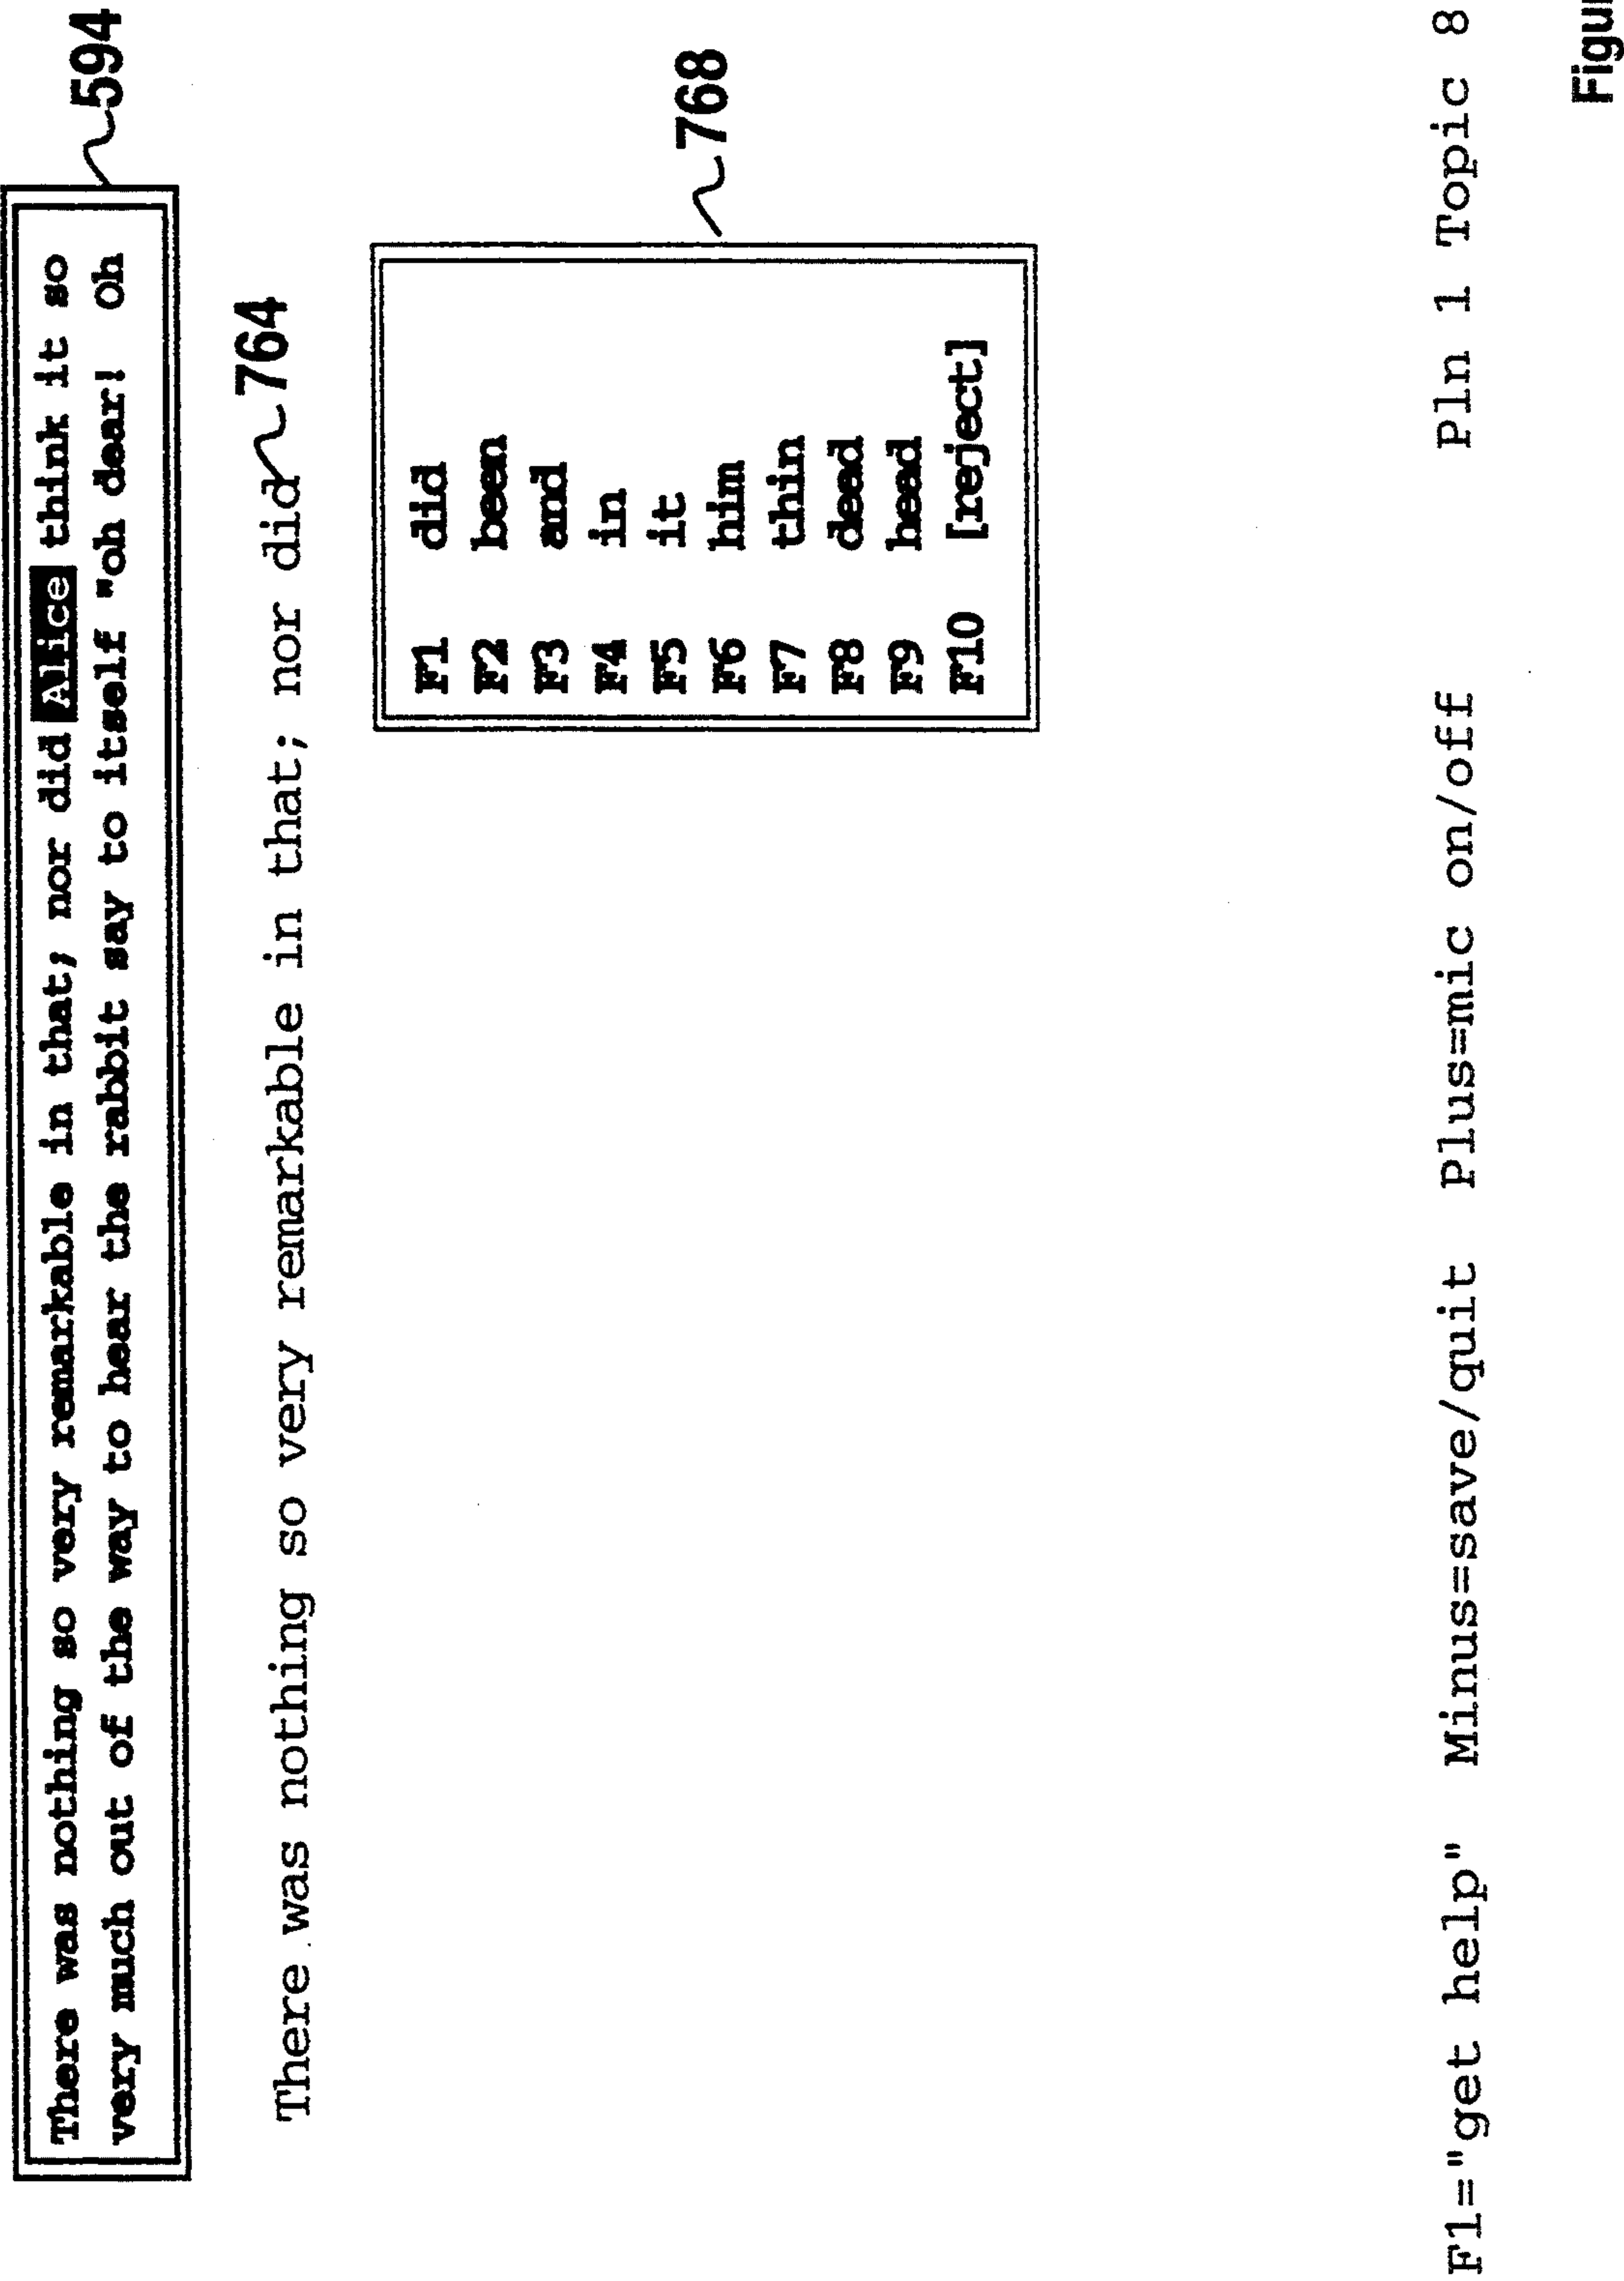 There was nothing so very remarkable in that; nor did Alice think it so
very much out of the way to hear the rabbit say to itself "oh dear! oh
594
There was nothing so very remarkable in that; nor did
764
F1 did
F2 been
F3 and
F4 in
F5 it
F6 him
F7 thin
F8 dead
F9 head
F10 [reject]
768
F1="get help" Minus=save/quit Plus=mic on/off Pln 1 Topic 8